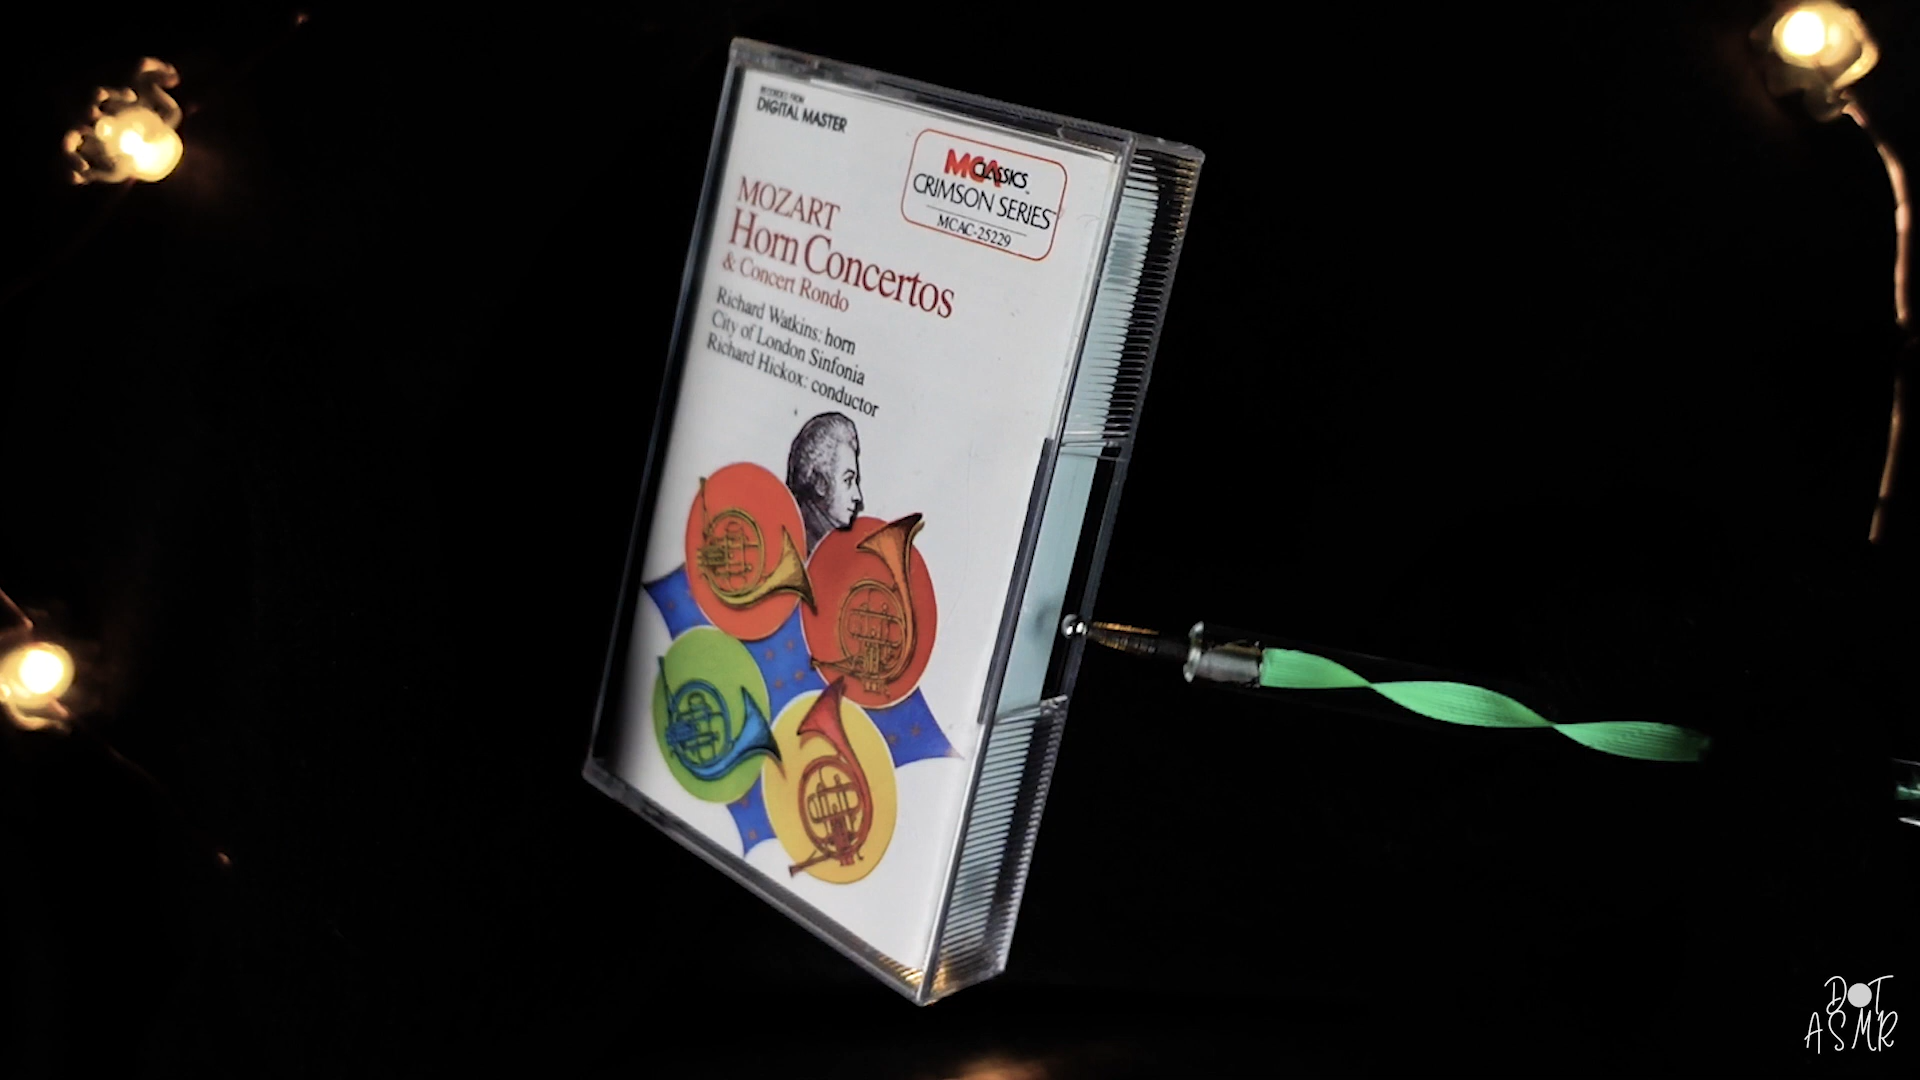 RECORDED FROM
DIGITAL MASTER
MCA CLASSICS
CRIMSON SERIES
MCAC-25229
MOZART
Horn Concertos
& Concert Rondo
Richard Watkins: horn
City of London Sinfonia
Richard Hickox: conductor
DOT
ASMR